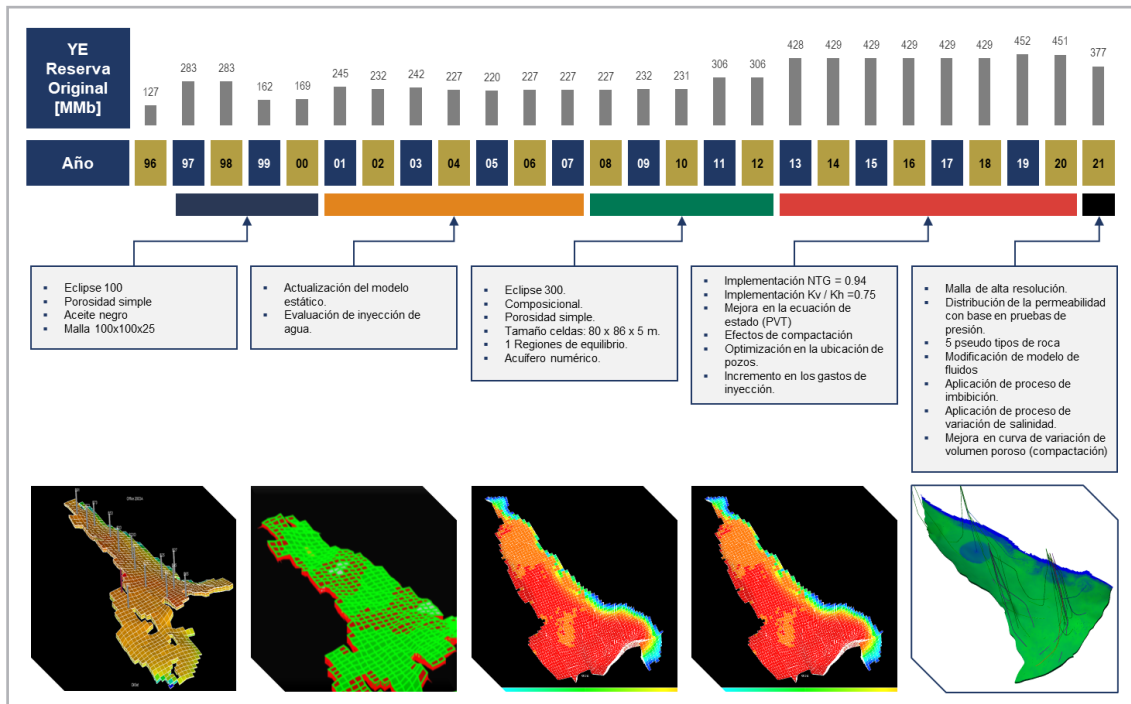 YE
Reserva
Original
[MMb]
127
283
283
162
169
245
232
242
227
220
227
227
227
232
231
306
306
428
429
429
429
429
429
452
451
377
Año
96
97
98
99
00
01
02
03
04
05
06
07
08
09
10
11
12
13
14
15
16
17
18
19
20
21
▪ Eclipse 100
▪ Porosidad simple
▪ Aceite negro
▪ Malla 100x100x25
▪ Actualización del modelo
estático.
▪ Evaluación de inyección de
agua.
▪ Eclipse 300.
▪ Composicional.
▪ Porosidad simple.
▪ Tamaño celdas: 80 x 86 x 5 m.
▪ 1 Regiones de equilibrio.
▪ Acuífero numérico.
▪ Implementación NTG = 0.94
▪ Implementación Kv / Kh =0.75
▪ Mejora en la ecuación de
estado (PVT)
▪ Efectos de compactación
▪ Optimización en la ubicación de
pozos.
▪ Incremento en los gastos de
inyección.
▪ Malla de alta resolución.
▪ Distribución de la permeabilidad
con base en pruebas de
presión.
▪ 5 pseudo tipos de roca
▪ Modificación de modelo de
fluidos
▪ Aplicación de proceso de
imbibición.
▪ Aplicación de proceso de
variación de salinidad.
▪ Mejora en curva de variación de
volumen poroso (compactación)